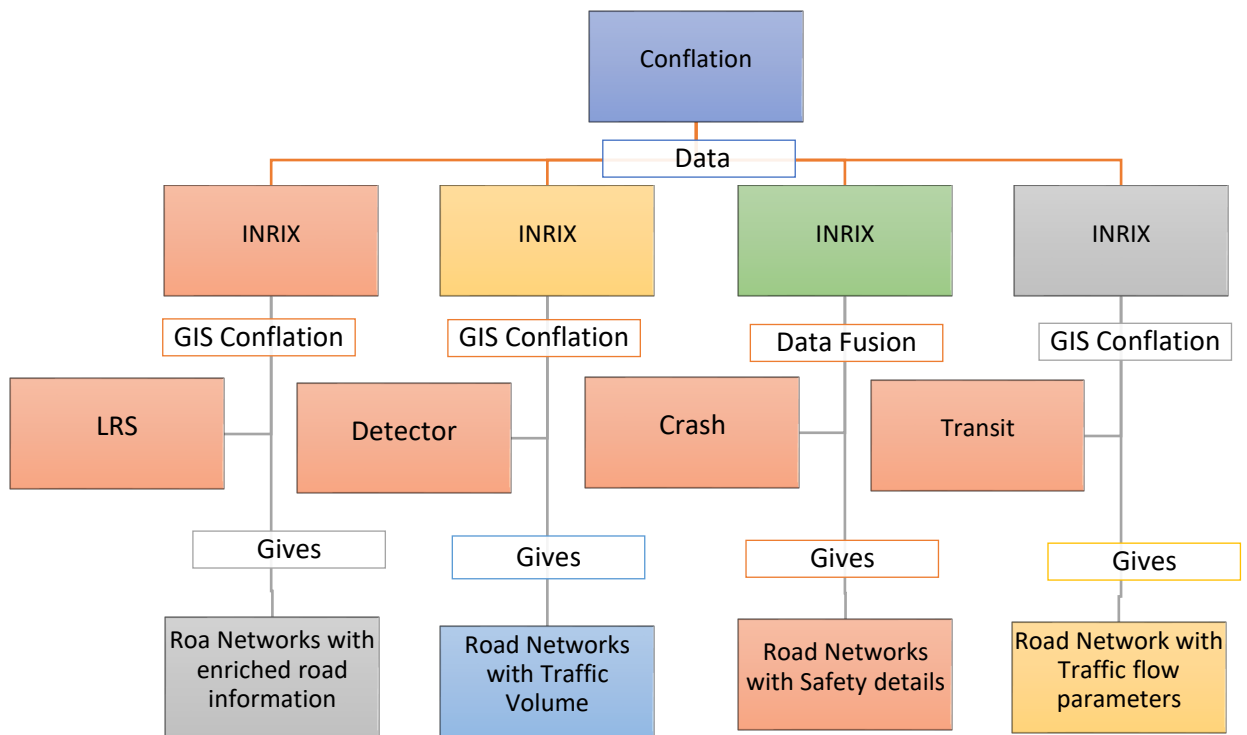 Conflation
Data
INRIX
INRIX
INRIX
INRIX
GIS Conflation
GIS Conflation
Data Fusion
GIS Conflation
LRS
Detector
Crash
Transit
Gives
Gives
Gives
Gives
Roa Networks with
enriched road
information
Road Networks
with Traffic
Volume
Road Networks
with Safety details
Road Network with
Traffic flow
parameters